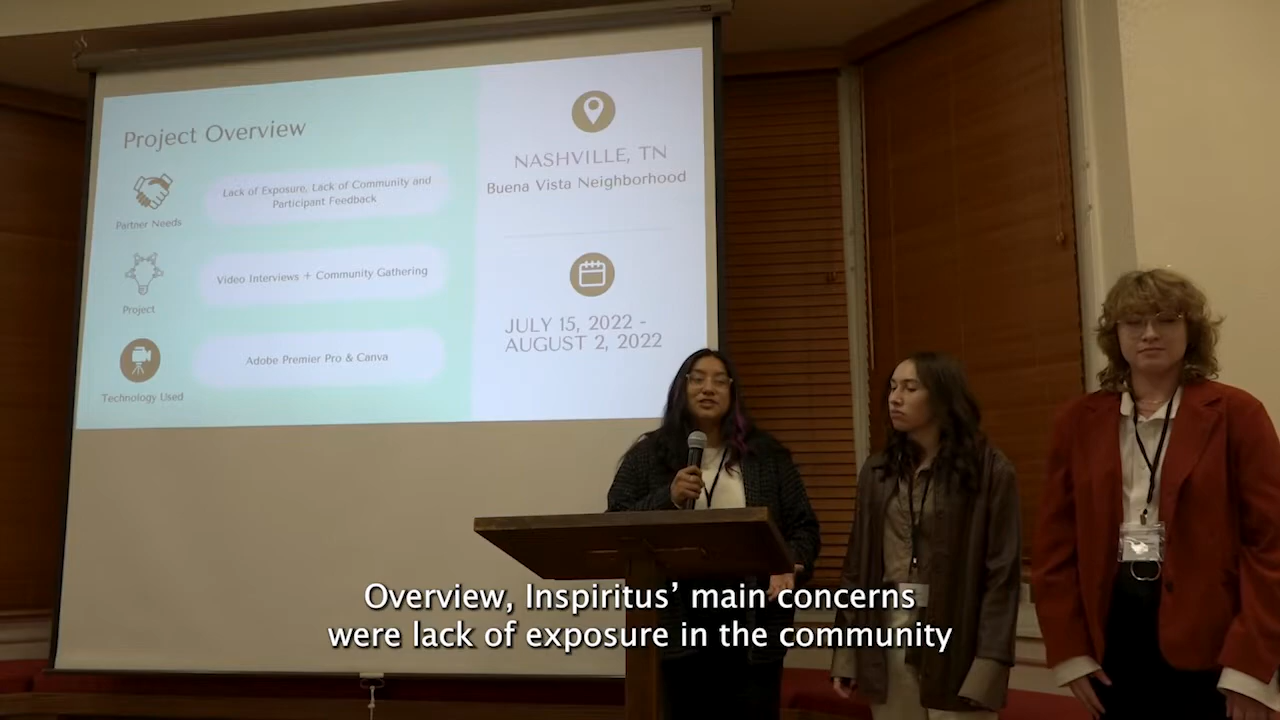 Project Overview
Partner Needs
Lack of Exposure, Lack of Community and
Participant Feedback
Project
Video Interviews + Community Gathering
Technology Used
Adobe Premier Pro & Canva
NASHVILLE, TN
Buena Vista Neighborhood
JULY 15, 2022 -
AUGUST 2, 2022
Overview, Inspiritus’ main concerns
were lack of exposure in the community